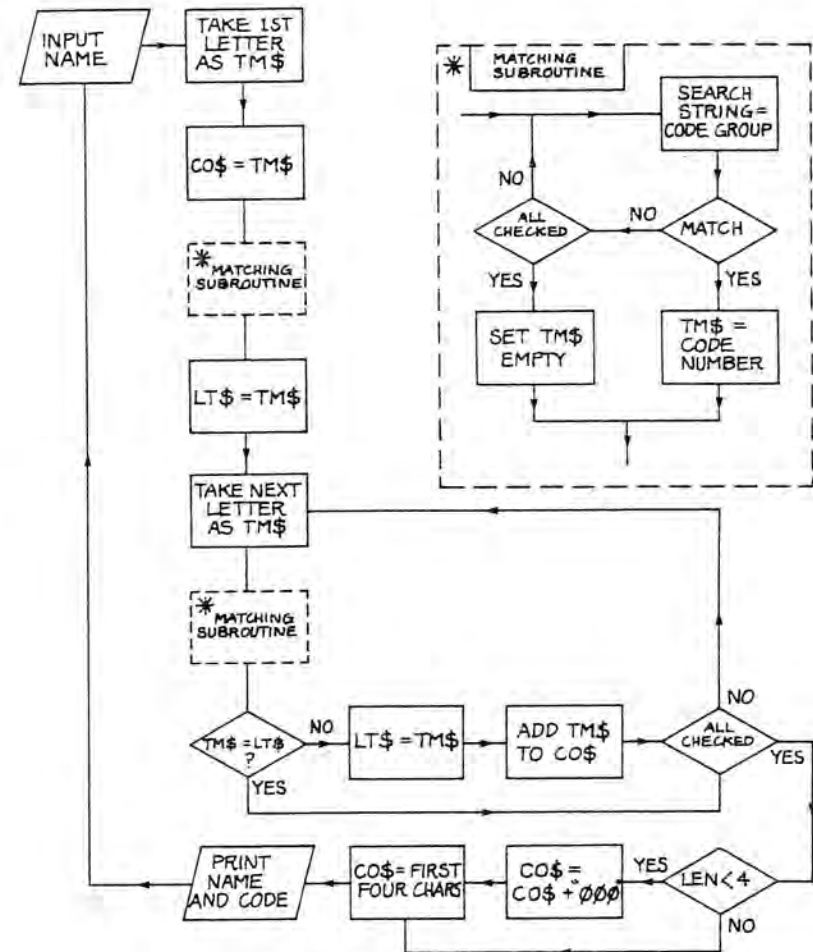 INPUT
NAME
TAKE 1ST
LETTER
AS TM$
CO$ = TM$
* MATCHING
SUBROUTINE
LT$ = TM$
TAKE NEXT
LETTER
AS TM$
* MATCHING
SUBROUTINE
TM$ = LT$
?
NO
YES
LT$ = TM$
ADD TM$
TO CO$
ALL
CHECKED
NO
YES
LEN < 4
YES
NO
CO$ =
CO$ + ØØØ
CO$ = FIRST
FOUR CHARS
PRINT
NAME
AND CODE
* MATCHING
SUBROUTINE
SEARCH
STRING =
CODE GROUP
MATCH
NO
YES
ALL
CHECKED
NO
YES
SET TM$
EMPTY
TM$ =
CODE
NUMBER